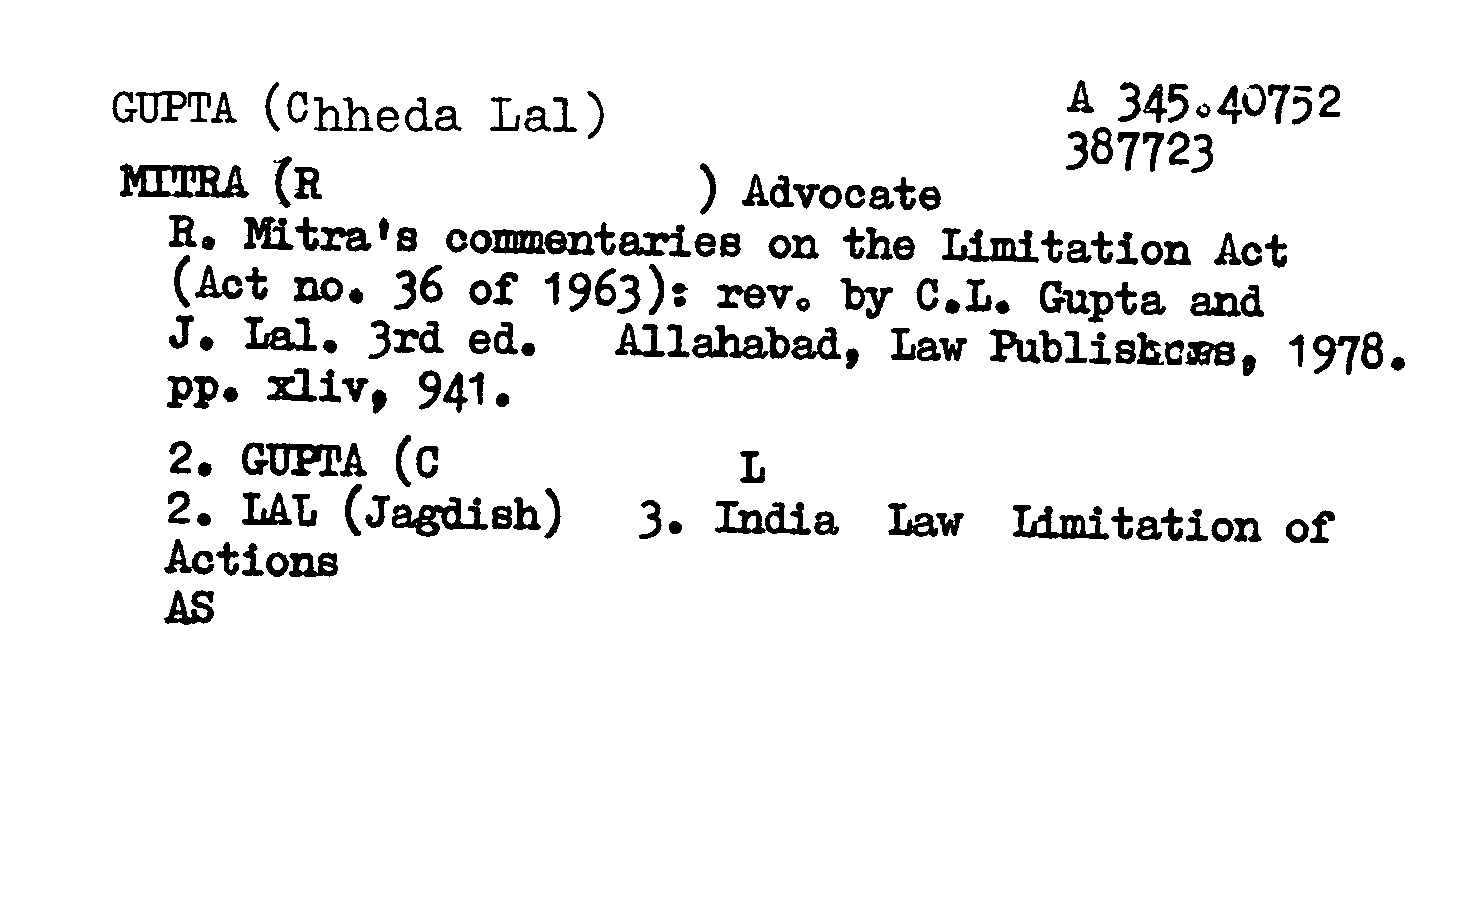 GUPTA (Chheda Lal) A 345.40752
387723
MITRA (R ) Advocate
R. Mitra's commentaries on the Limitation Act
(Act no. 36 of 1963): rev. by C.L. Gupta and
J. Lal. 3rd ed. Allahabad, Law Publishers, 1978.
pp. xliv, 941.
2. GUPTA (C L
2. LAL (Jagdish) 3. India Law Limitation of
Actions
AS